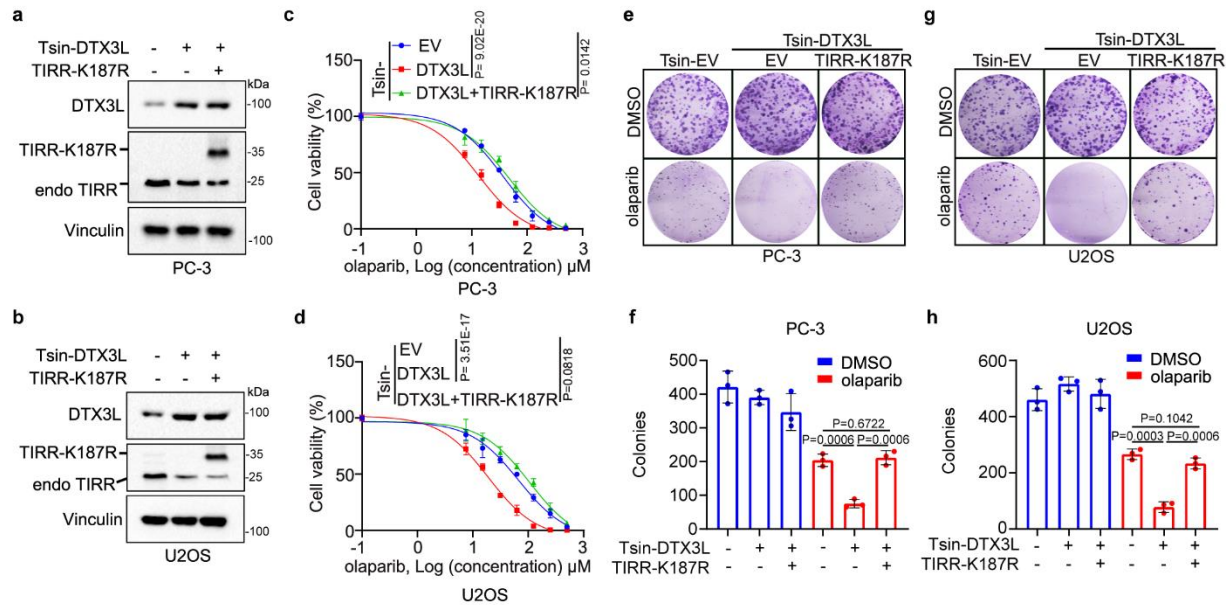 a
Tsin-DTX3L - + +
TIRR-K187R - - +
kDa
DTX3L
-100
TIRR-K187R
-35
endo TIRR
-25
Vinculin
-100
PC-3
b
Tsin-DTX3L - + +
TIRR-K187R - - +
kDa
DTX3L
-100
TIRR-K187R
-35
endo TIRR
-25
Vinculin
-100
U2OS
c
Tsin-
EV
DTX3L
DTX3L+TIRR-K187R
P= 9.02E-20
P= 0.0142
Cell viability (%)
150
100
50
0
-1 0 1 2 3
olaparib, Log (concentration) μM
PC-3
d
Tsin-
EV
DTX3L
DTX3L+TIRR-K187R
P= 3.51E-17
P=0.0818
Cell viability (%)
150
100
50
0
-1 0 1 2 3
olaparib, Log (concentration) μM
U2OS
e
Tsin-DTX3L
Tsin-EV EV TIRR-K187R
DMSO
olaparib
PC-3
f
PC-3
DMSO
olaparib
Colonies
500
400
300
200
100
0
P=0.6722
P=0.0006 P=0.0006
Tsin-DTX3L - + + - + +
TIRR-K187R - - + - - +
g
Tsin-DTX3L
Tsin-EV EV TIRR-K187R
DMSO
olaparib
U2OS
h
U2OS
DMSO
olaparib
Colonies
600
400
200
0
P=0.1042
P=0.0003 P=0.0006
Tsin-DTX3L - + + - + +
TIRR-K187R - - + - - +